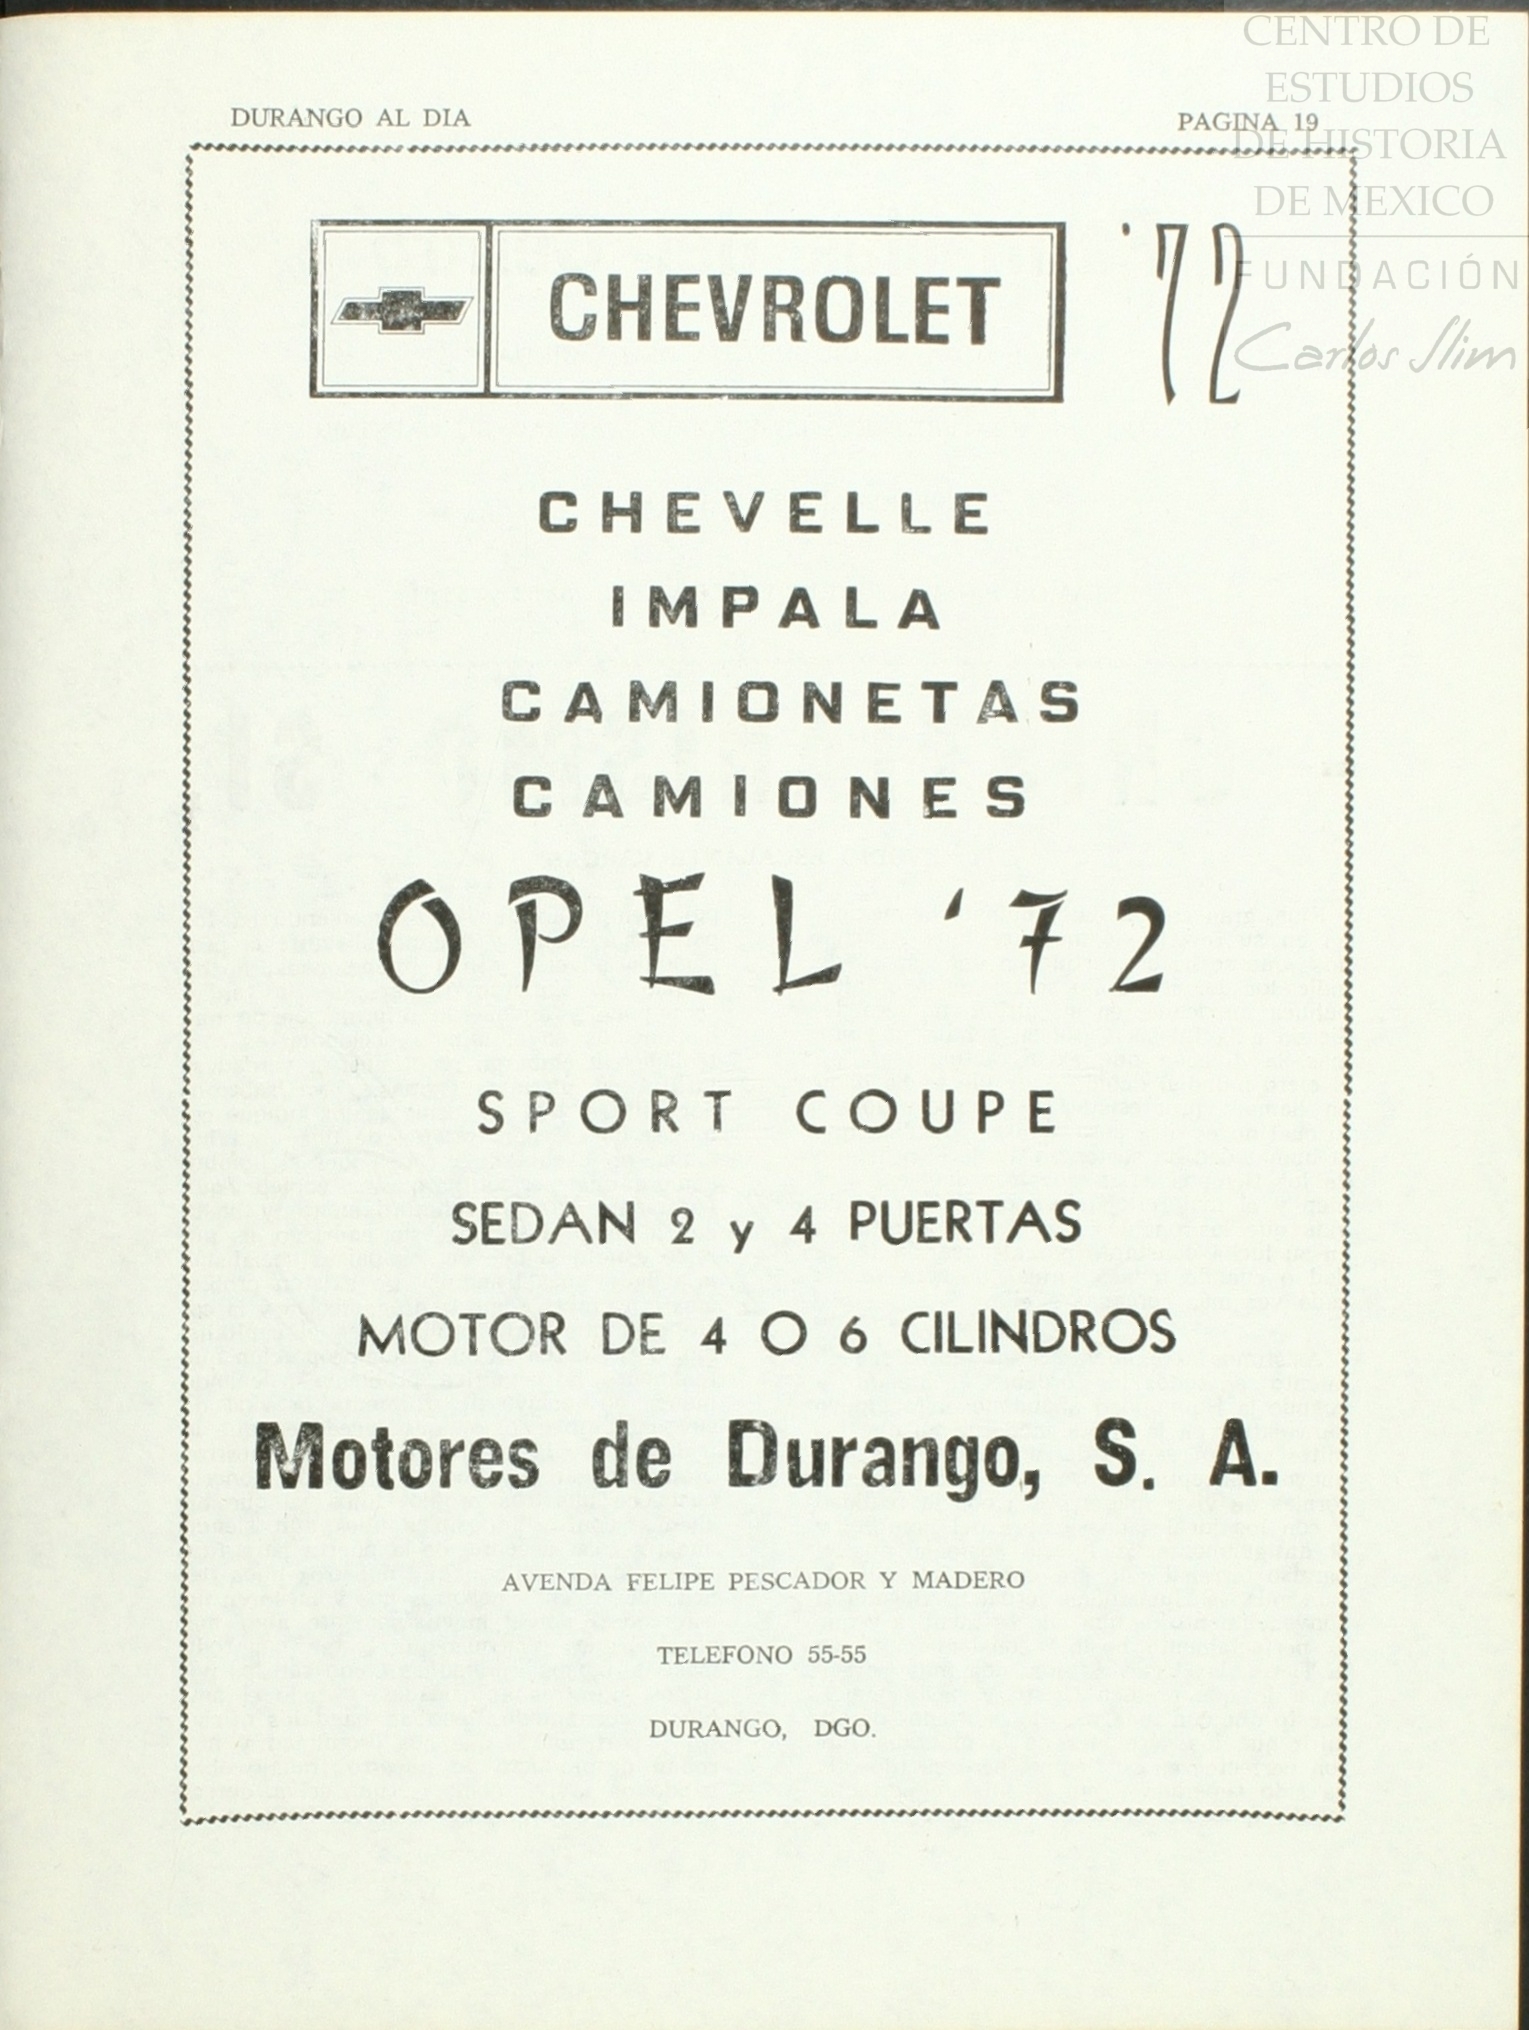 CENTRO DE
ESTUDIOS
DE HISTORIA
DE MEXICO
FUNDACIÓN
Carlos Slim
DURANGO AL DIA PAGINA 19
CHEVROLET '72
CHEVELLE
IMPALA
CAMIONETAS
CAMIONES
OPEL '72
SPORT COUPE
SEDAN 2 y 4 PUERTAS
MOTOR DE 4 O 6 CILINDROS
Motores de Durango, S. A.
AVENDA FELIPE PESCADOR Y MADERO
TELEFONO 55-55
DURANGO, DGO.